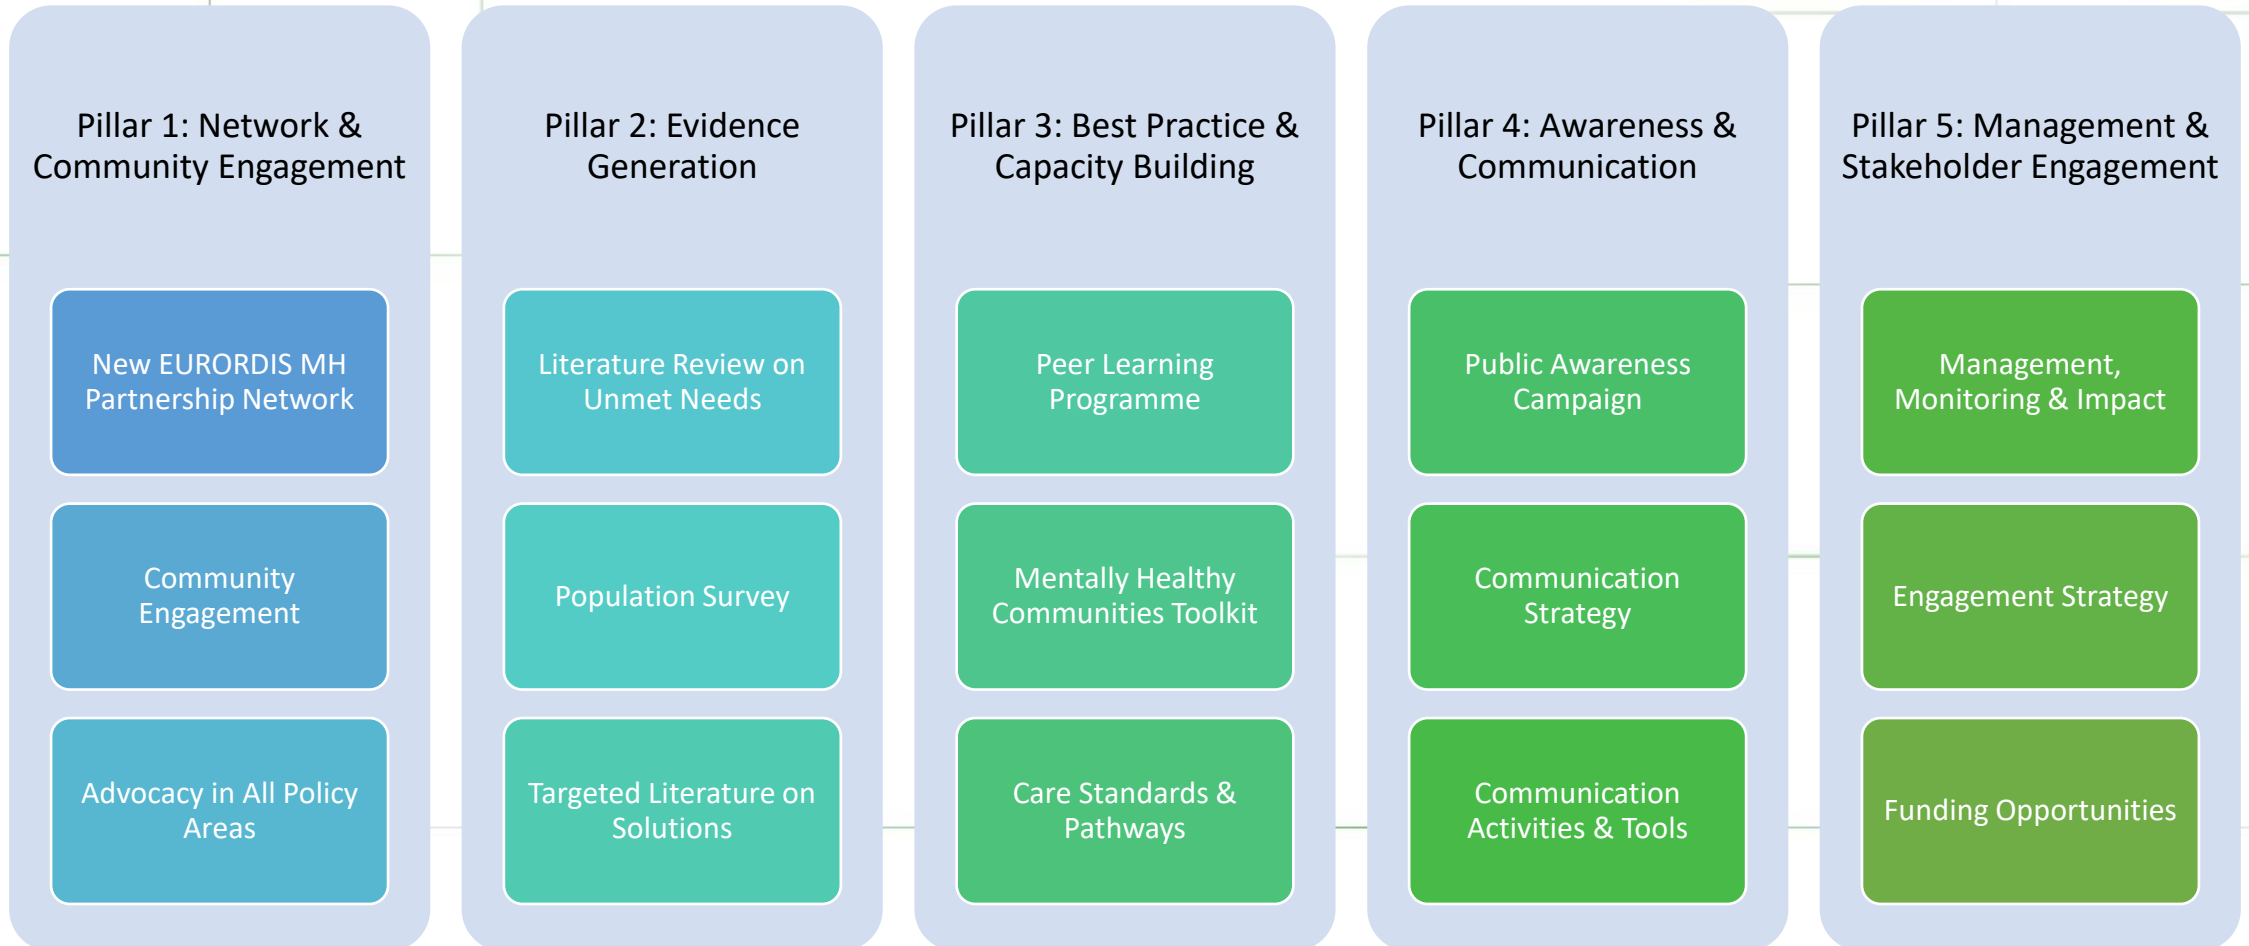 Pillar 1: Network &
Community Engagement
New EURORDIS MH
Partnership Network
Community
Engagement
Advocacy in All Policy
Areas
Pillar 2: Evidence
Generation
Literature Review on
Unmet Needs
Population Survey
Targeted Literature on
Solutions
Pillar 3: Best Practice &
Capacity Building
Peer Learning
Programme
Mentally Healthy
Communities Toolkit
Care Standards &
Pathways
Pillar 4: Awareness &
Communication
Public Awareness
Campaign
Communication
Strategy
Communication
Activities & Tools
Pillar 5: Management &
Stakeholder Engagement
Management,
Monitoring & Impact
Engagement Strategy
Funding Opportunities